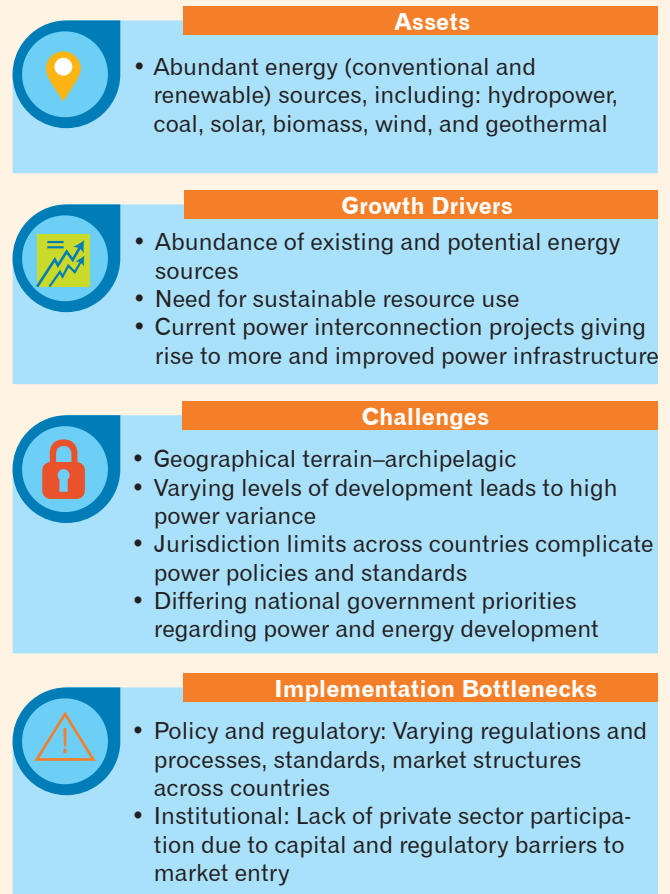 Assets
• Abundant energy (conventional and
renewable) sources, including: hydropower,
coal, solar, biomass, wind, and geothermal
Growth Drivers
• Abundance of existing and potential energy
sources
• Need for sustainable resource use
• Current power interconnection projects giving
rise to more and improved power infrastructure
Challenges
• Geographical terrain–archipelagic
• Varying levels of development leads to high
power variance
• Jurisdiction limits across countries complicate
power policies and standards
• Differing national government priorities
regarding power and energy development
Implementation Bottlenecks
• Policy and regulatory: Varying regulations and
processes, standards, market structures
across countries
• Institutional: Lack of private sector participa-
tion due to capital and regulatory barriers to
market entry